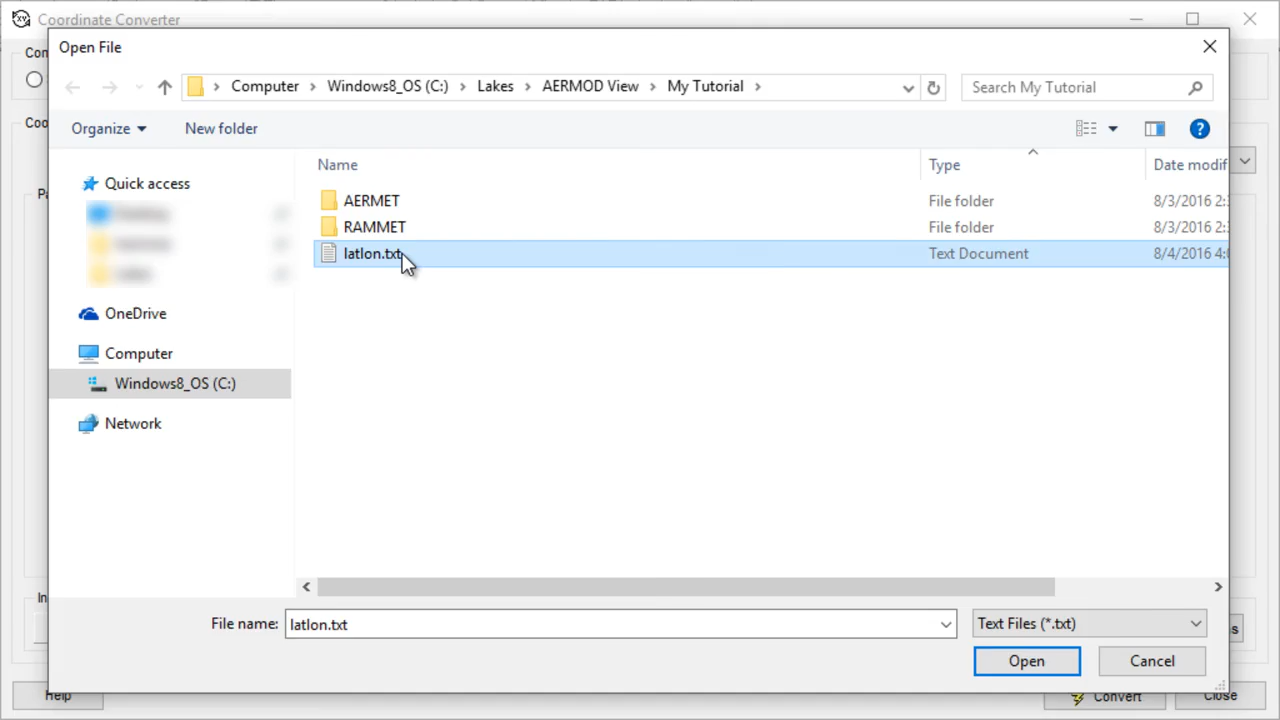 Coordinate Converter
Open File
Computer > Windows8_OS (C:) > Lakes > AERMOD View > My Tutorial >
Search My Tutorial
Organize
New folder
Name
Type
Date modif
Quick access
OneDrive
Computer
Windows8_OS (C:)
Network
AERMET
File folder
8/3/2016 2:
RAMMET
File folder
8/3/2016 2:
latlon.txt
Text Document
8/4/2016 4:
File name:
latlon.txt
Text Files (*.txt)
Open
Cancel
Help
Convert
Close